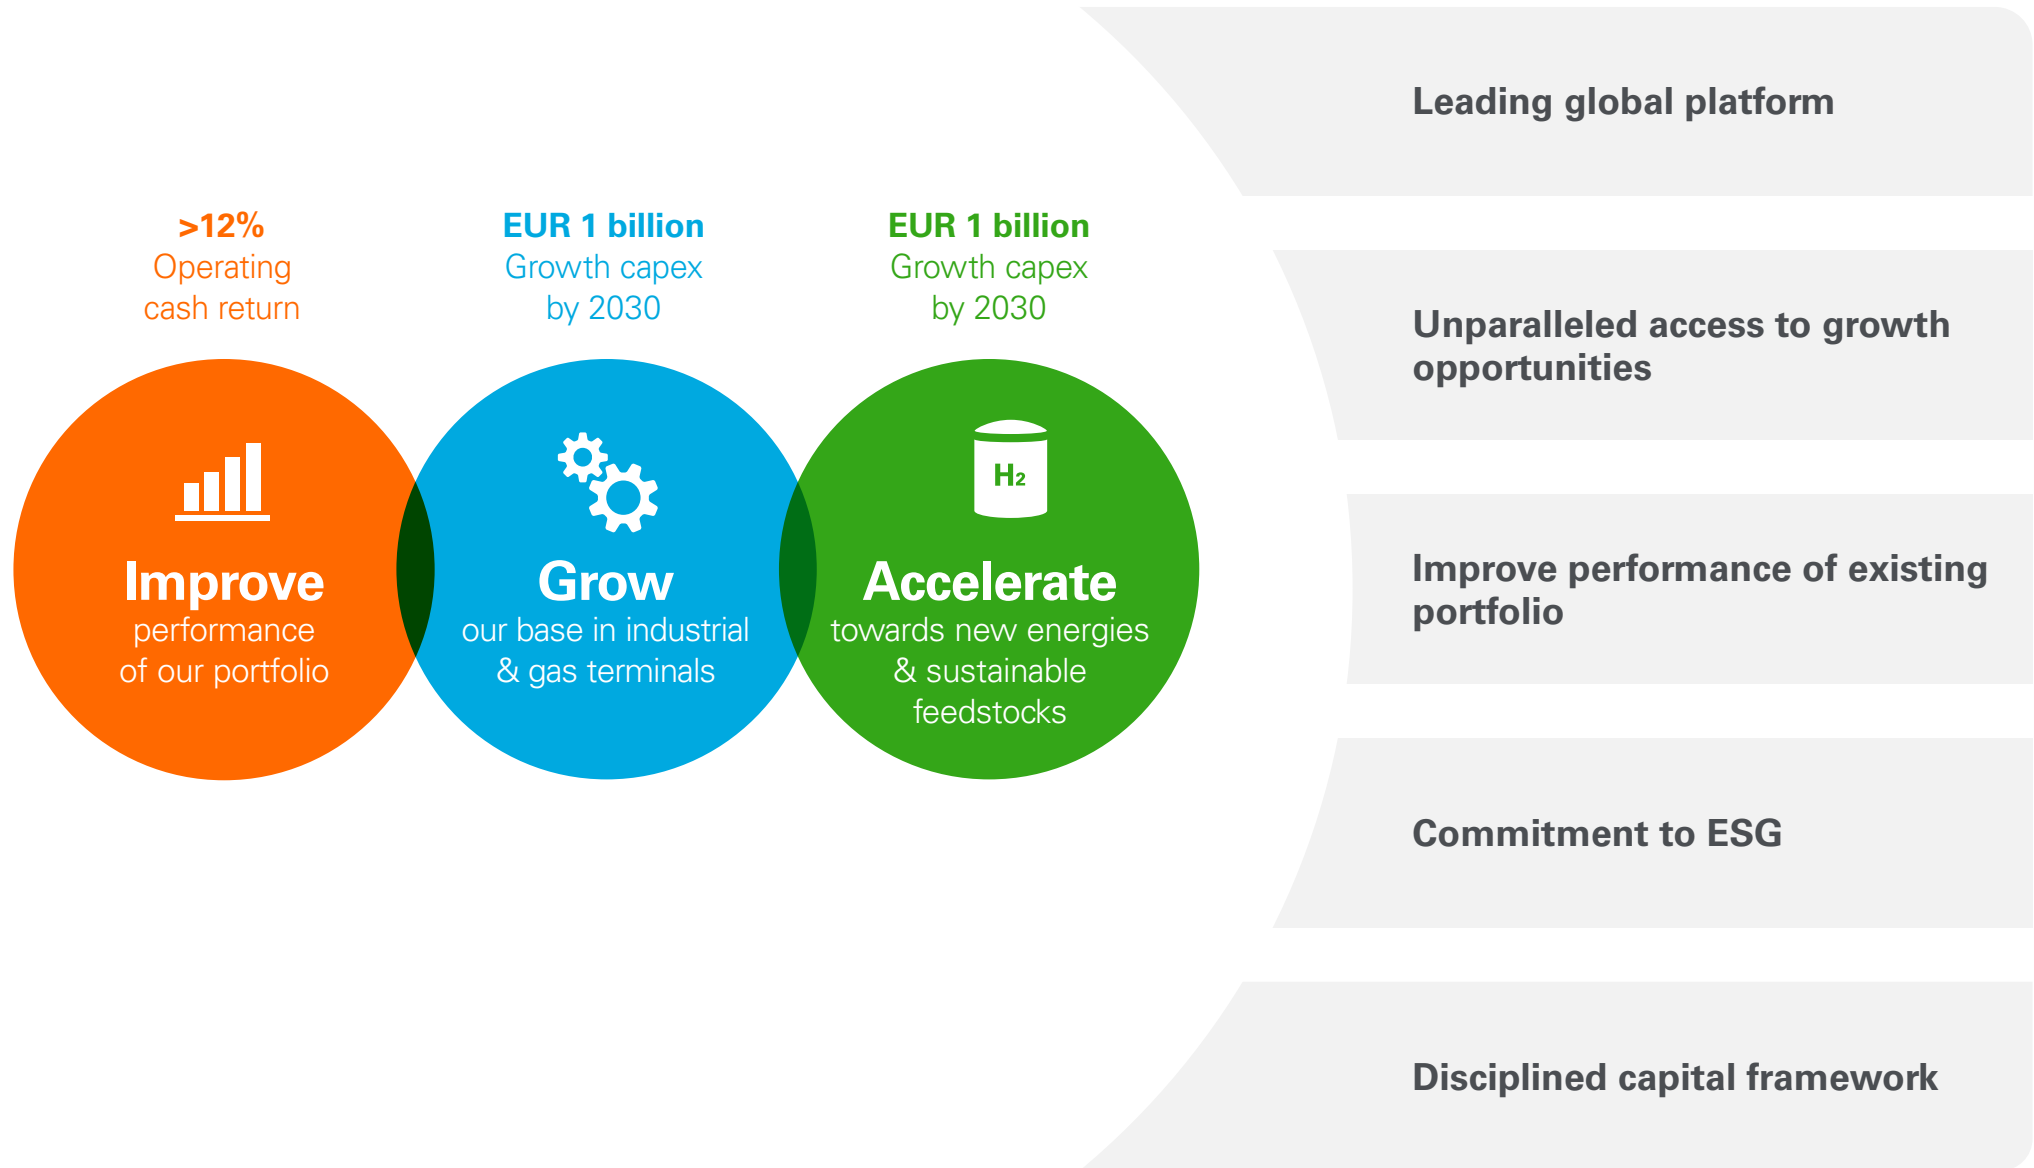 >12%
Operating
cash return
EUR 1 billion
Growth capex
by 2030
EUR 1 billion
Growth capex
by 2030
Improve
performance
of our portfolio
Grow
our base in industrial
& gas terminals
H₂
Accelerate
towards new energies
& sustainable
feedstocks
Leading global platform
Unparalleled access to growth
opportunities
Improve performance of existing
portfolio
Commitment to ESG
Disciplined capital framework